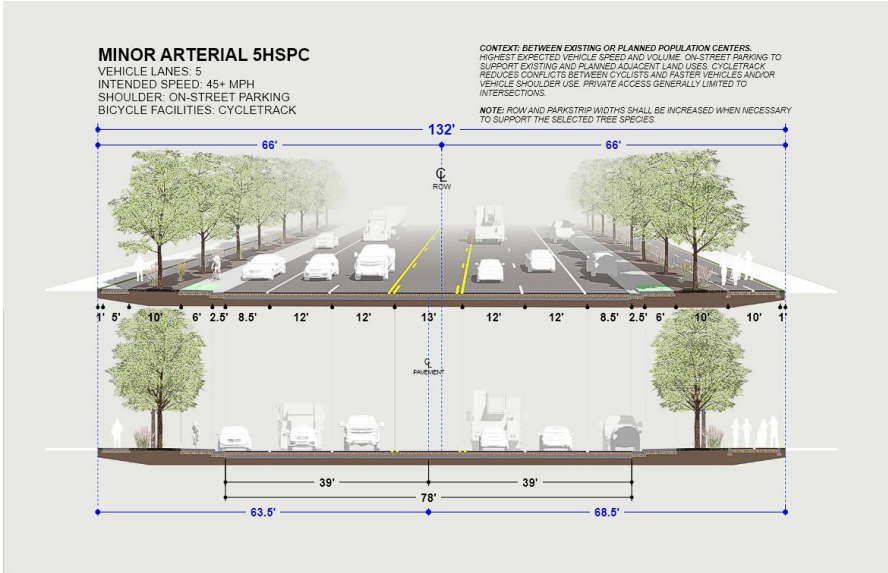 MINOR ARTERIAL 5HSPC
VEHICLE LANES: 5
INTENDED SPEED: 45+ MPH
SHOULDER: ON-STREET PARKING
BICYCLE FACILITIES: CYCLETRACK
CONTEXT: BETWEEN EXISTING OR PLANNED POPULATION CENTERS.
HIGHEST EXPECTED VEHICLE SPEED AND VOLUME. ON-STREET PARKING TO
SUPPORT EXISTING AND PLANNED ADJACENT LAND USES. CYCLETRACK
REDUCES CONFLICTS BETWEEN CYCLISTS AND FASTER VEHICLES AND/OR
VEHICLE SHOULDER USE. PRIVATE ACCESS GENERALLY LIMITED TO
INTERSECTIONS.
NOTE: ROW AND PARKSTRIP WIDTHS SHALL BE INCREASED WHEN NECESSARY
TO SUPPORT THE SELECTED TREE SPECIES.
132'
66' 66'
CL
ROW
1' 5' 10' 6' 2.5' 8.5' 12' 12' 13' 12' 12' 8.5' 2.5' 6' 10' 10' 1'
CL
PAVEMENT
39' 39'
78'
63.5' 68.5'